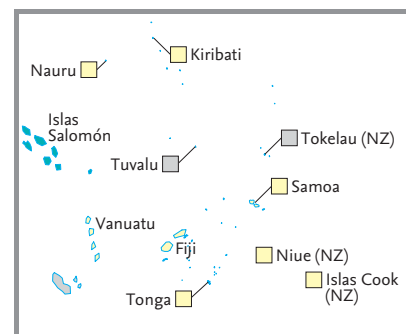 Kiribati
Nauru
Islas
Salomón
Tokelau (NZ)
Tuvalu
Samoa
Vanuatu
Fiji
Niue (NZ)
Islas Cook
(NZ)
Tonga